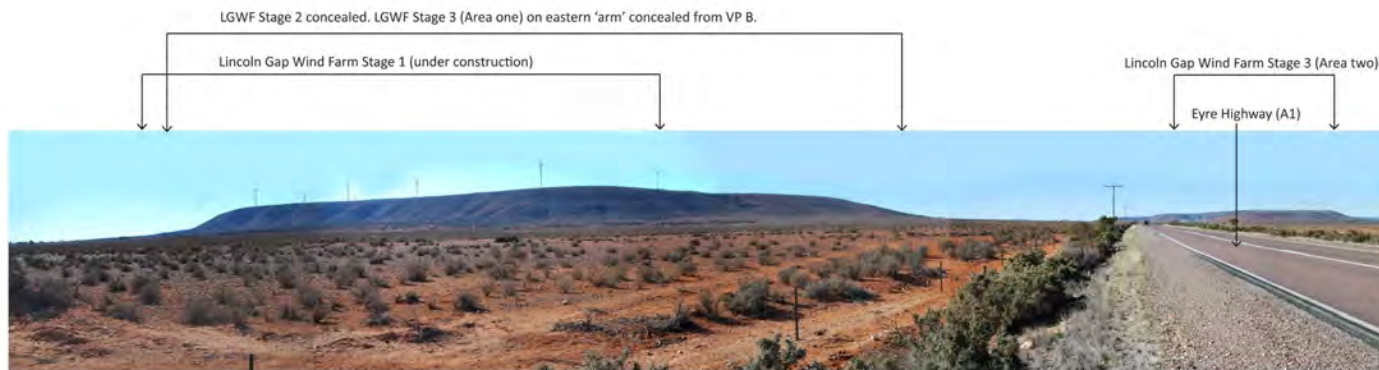 LGWF Stage 2 concealed. LGWF Stage 3 (Area one) on eastern ‘arm’ concealed from VP B.
Lincoln Gap Wind Farm Stage 1 (under construction)
Lincoln Gap Wind Farm Stage 3 (Area two)
Eyre Highway (A1)